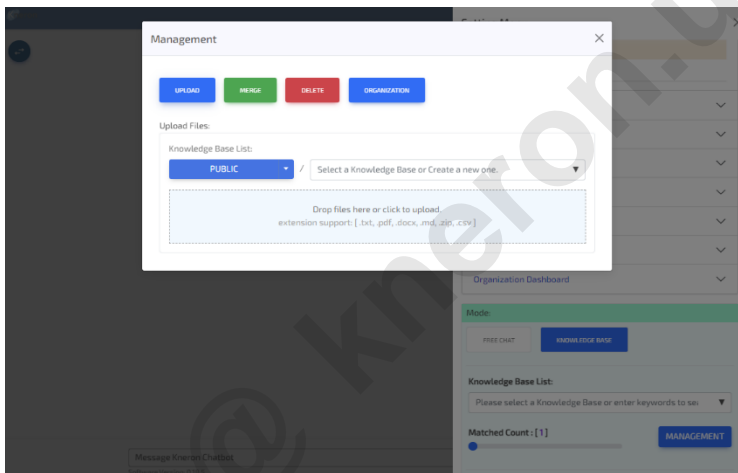 Management
UPLOAD
MERGE
DELETE
ORGANIZATION
Upload Files:
Knowledge Base List:
PUBLIC
/
Select a Knowledge Base or Create a new one.
Drop files here or click to upload.
extension support: [ .txt, .pdf, .docx, .md, .zip, .csv ]
Organization Dashboard
Mode:
FREE CHAT
KNOWLEDGE BASE
Knowledge Base List:
Please select a Knowledge Base or enter keywords to se
Matched Count : [ 1 ]
MANAGEMENT
Message Kneron Chatbot
@ kneron.